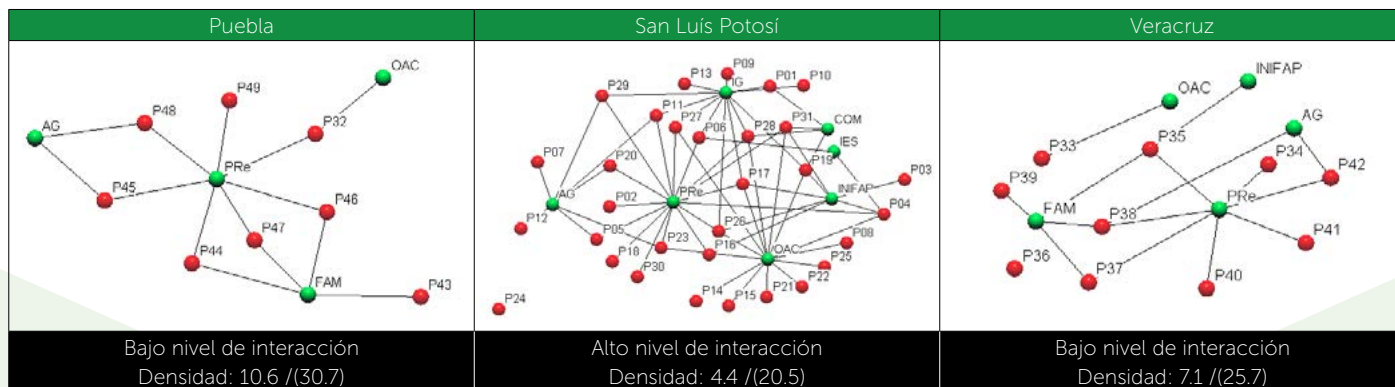 Puebla
San Luís Potosí
Veracruz
OAC
P49
P48
P32
AG
PRe
P45
P46
P47
P44
FAM
P43
Bajo nivel de interacción
Densidad: 10.6 /(30.7)
P09
P13
IG
P01
P10
P29
P11
P27
P06
P28
P31
COM
IES
P07
P20
P17
P19
P03
AG
P02
PRe
INIFAP
P04
P12
P05
P26
P18
P23
P16
OAC
P08
P30
P25
P22
P14
P15
P21
P24
Alto nivel de interacción
Densidad: 4.4 /(20.5)
INIFAP
OAC
AG
P33
P35
P34
P42
P39
PRe
FAM
P38
P41
P36
P37
P40
Bajo nivel de interacción
Densidad: 7.1 /(25.7)